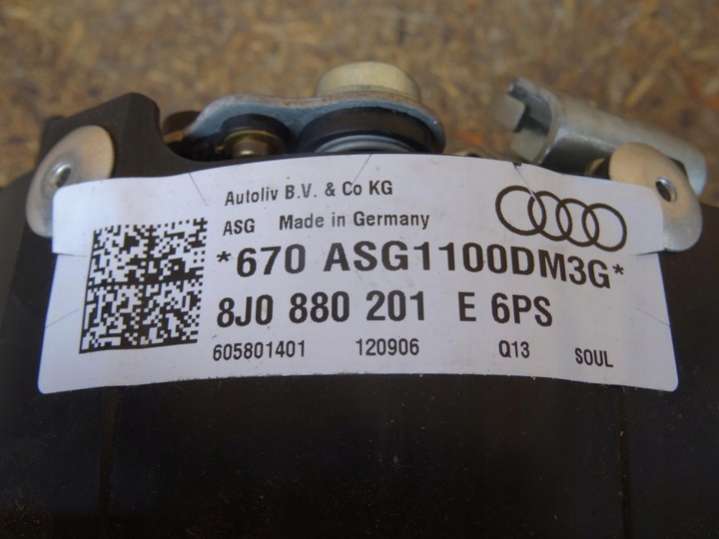 Autoliv B.V. & Co KG
ASG Made in Germany
*670 ASG1100DM3G*
8J0 880 201 E 6PS
605801401 120906 Q13 SOUL